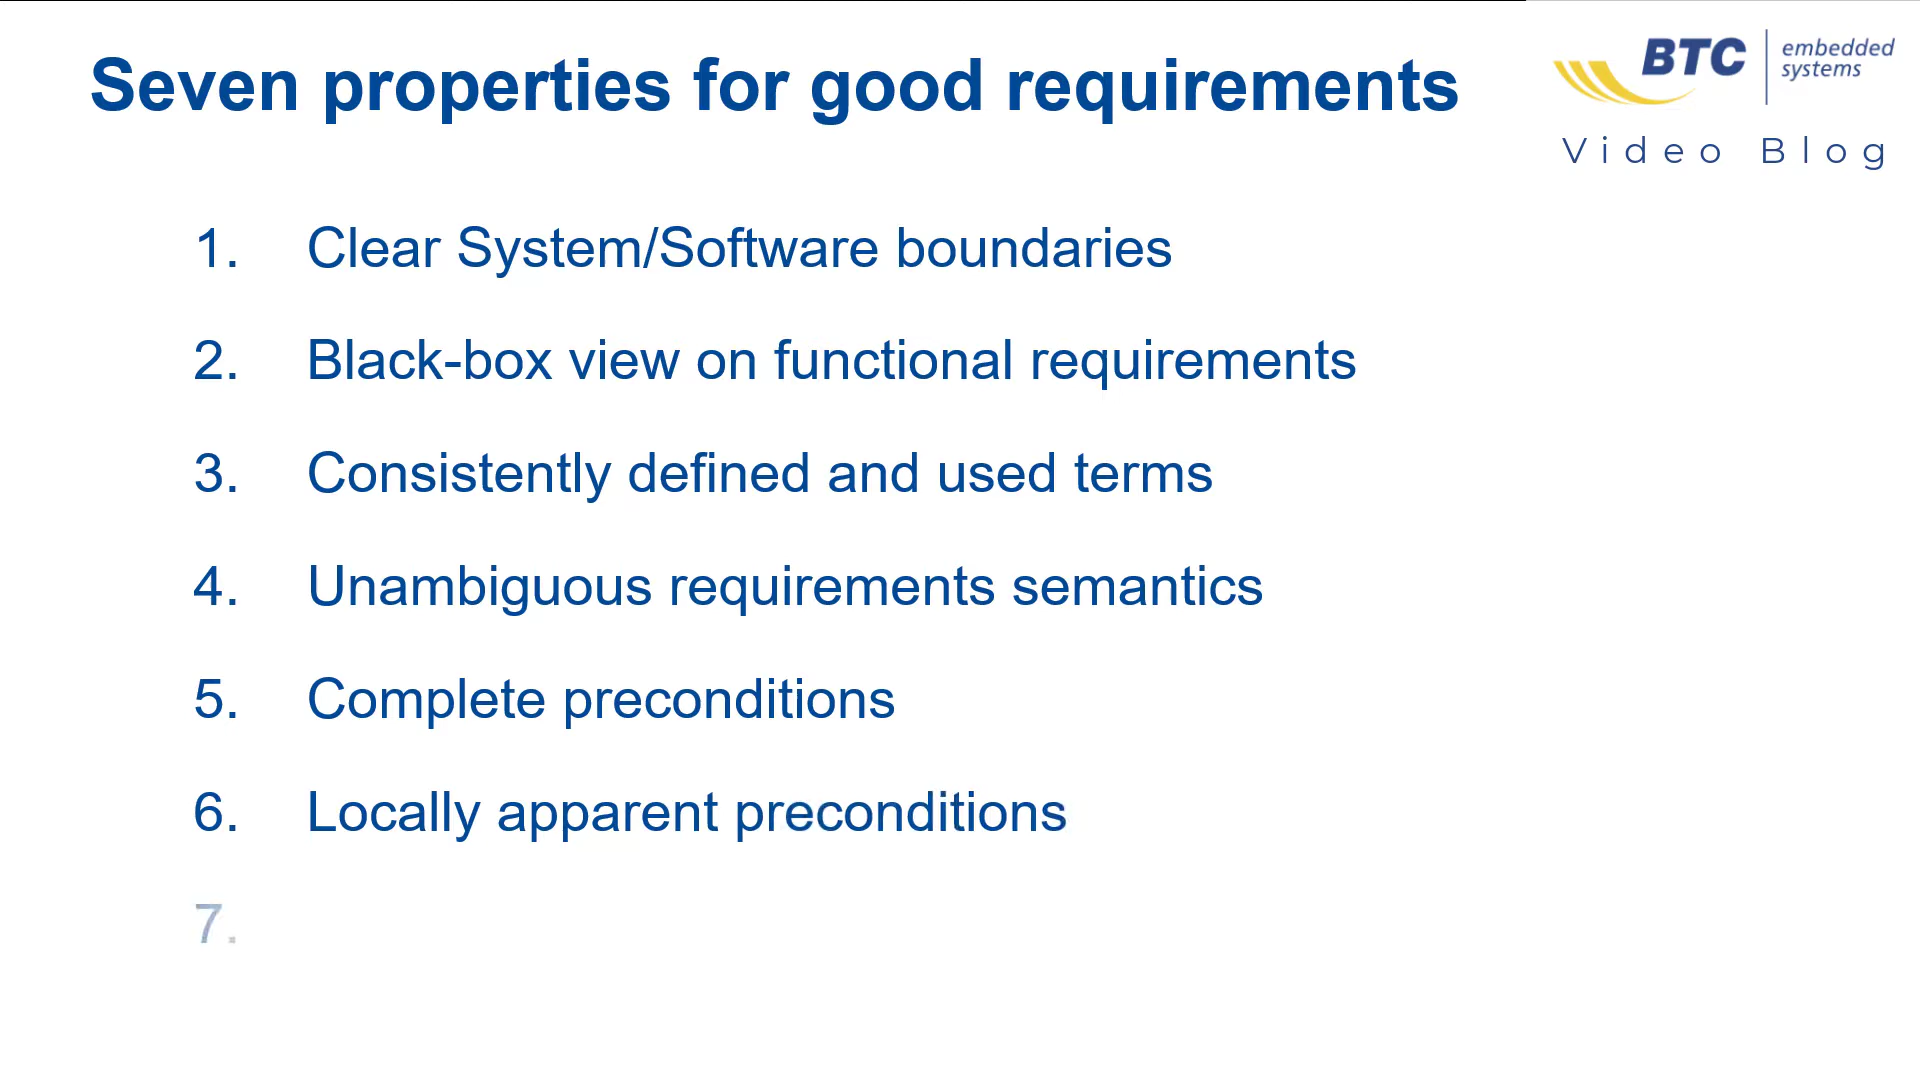 Seven properties for good requirements
BTC embedded
systems
Video Blog
1. Clear System/Software boundaries
2. Black-box view on functional requirements
3. Consistently defined and used terms
4. Unambiguous requirements semantics
5. Complete preconditions
6. Locally apparent preconditions
7.